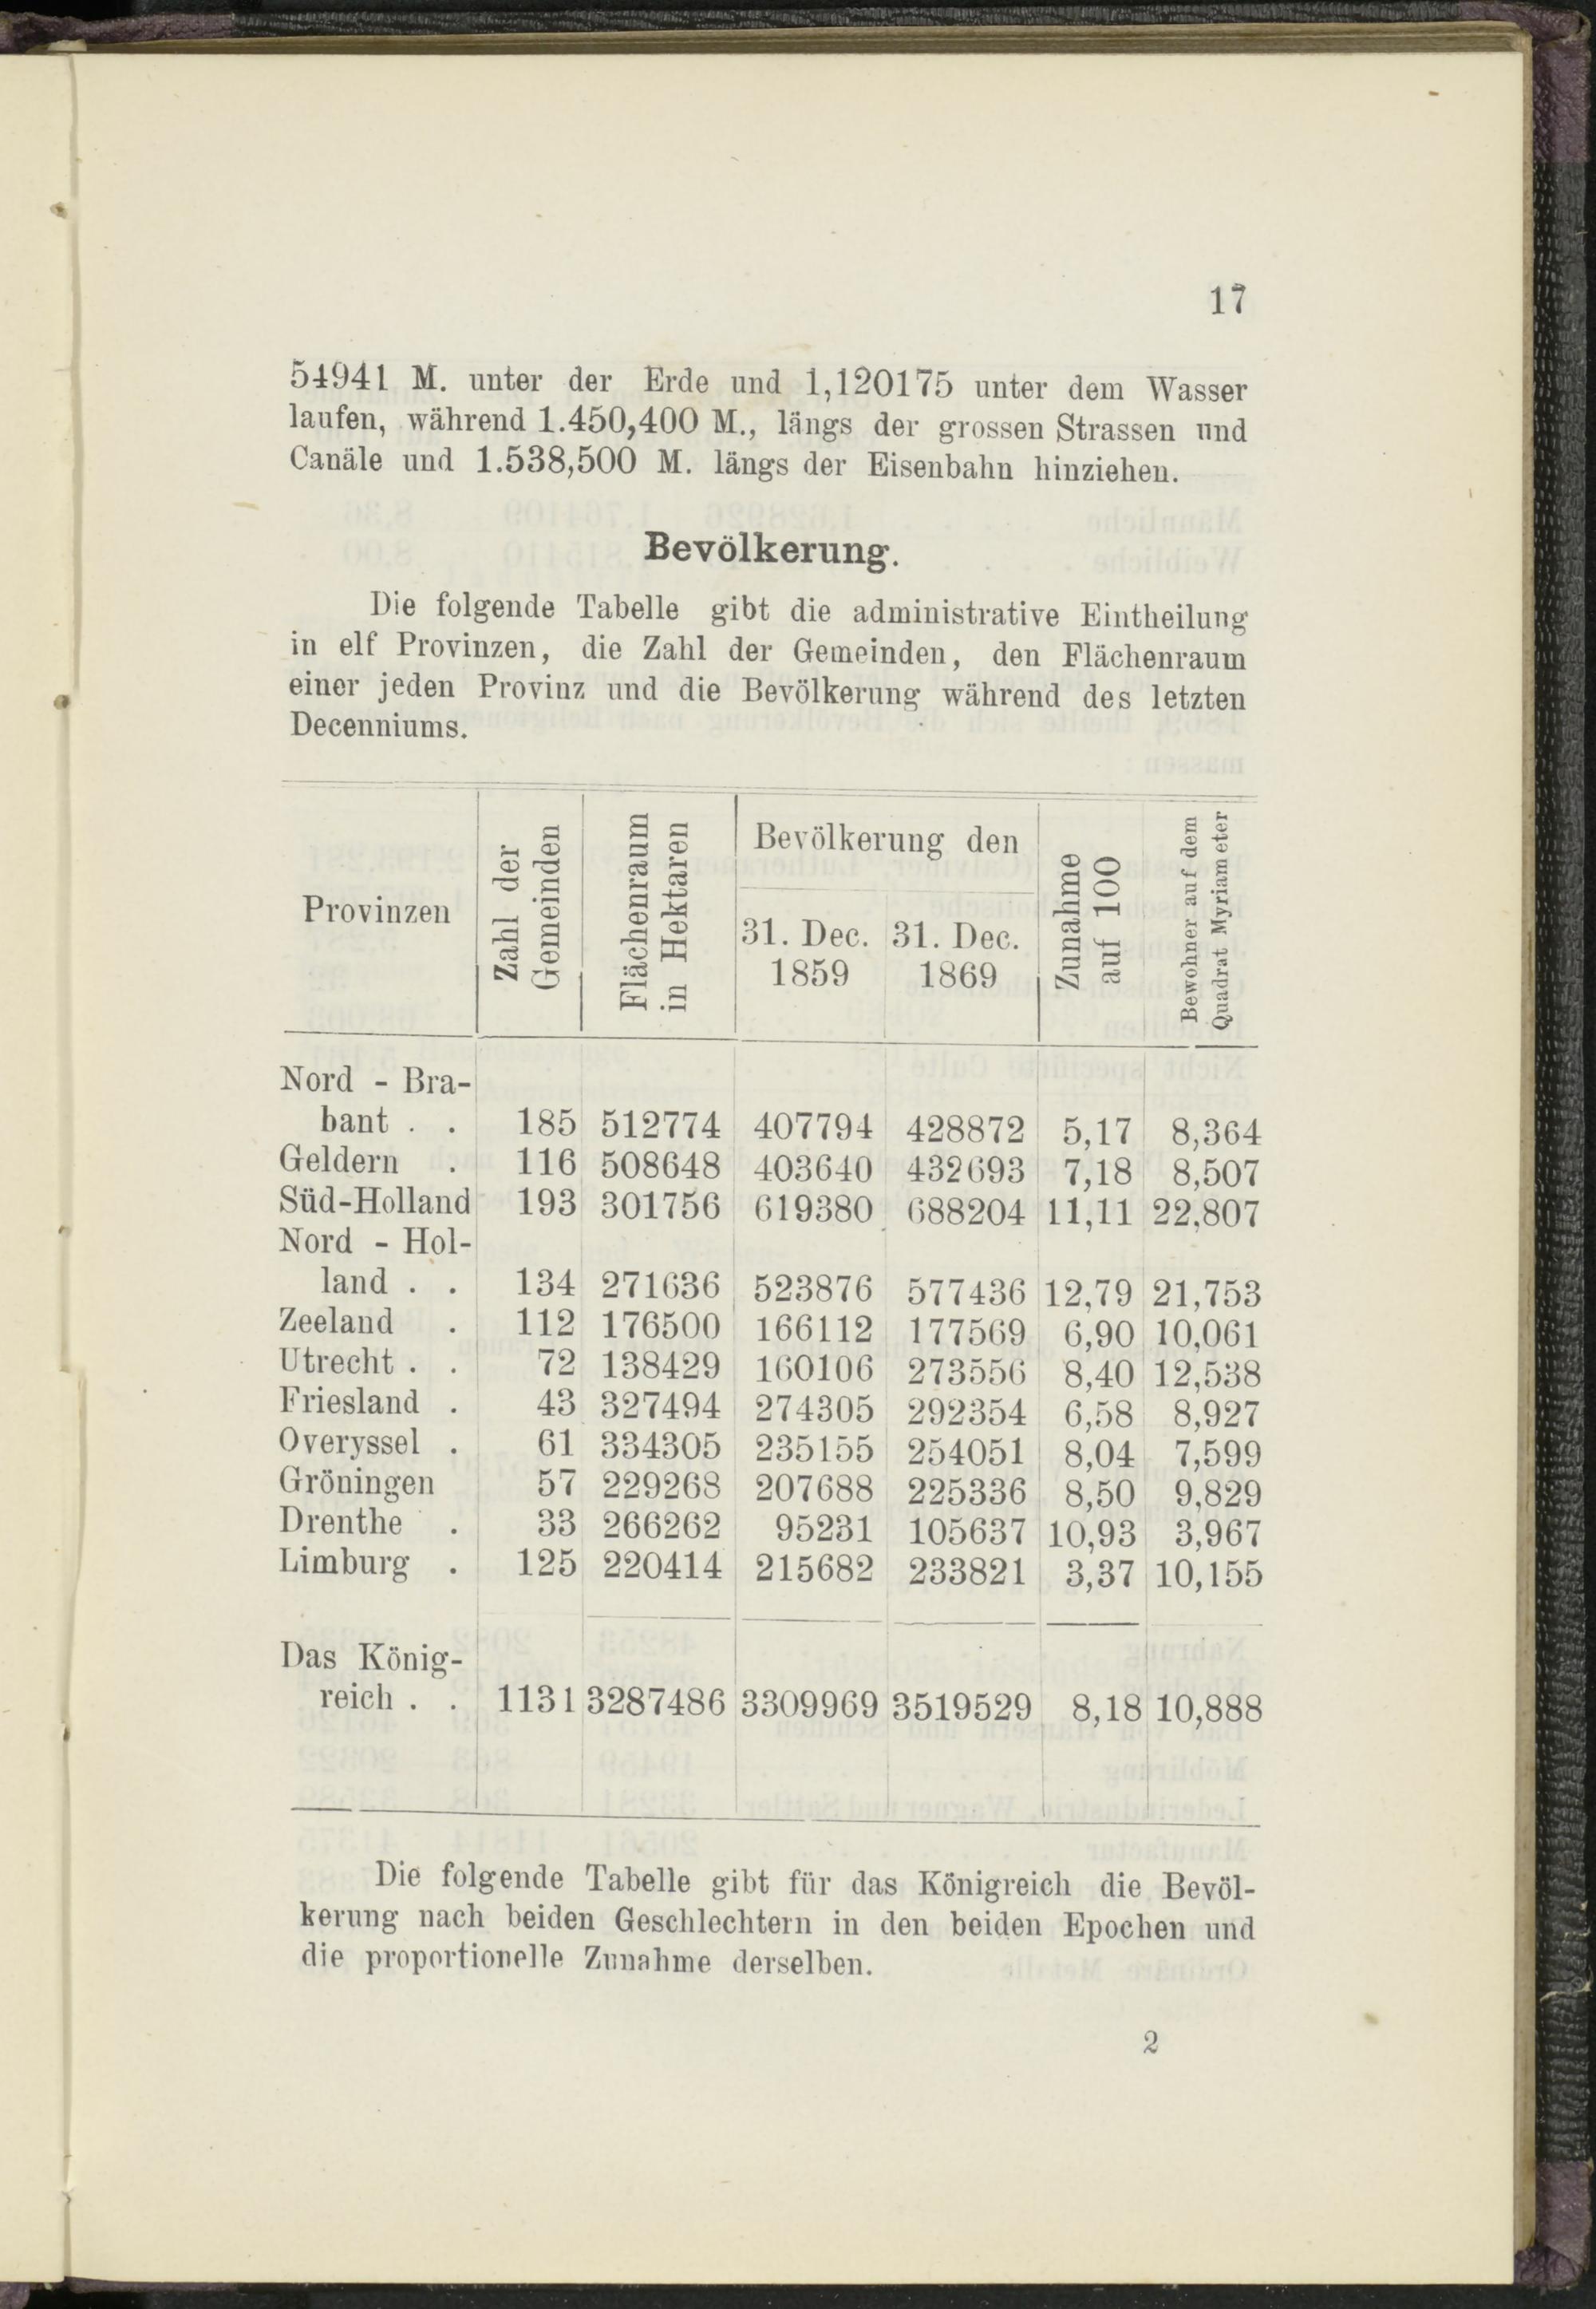 17
54941 M. unter der Erde und 1,120175 unter dem Wasser
laufen, während 1.450,400 M., längs der grossen Strassen und
Canäle und 1.538,500 M. längs der Eisenbahn hinziehen.
Bevölkerung.
Die folgende Tabelle gibt die administrative Eintheilung
in elf Provinzen, die Zahl der Gemeinden, den Flächenraum
einer jeden Provinz und die Bevölkerung während des letzten
Decenniums.
Provinzen
Zahl der
Gemeinden
Flächenraum
in Hektaren
Bevölkerung den
31. Dec. 31. Dec.
1859 1869
Zunahme
auf 100
Bewohner auf dem
Quadrat Myriameter
Nord - Bra-
bant . . 185 512774 407794 428872 5,17 8,364
Geldern . 116 508648 403640 432693 7,18 8,507
Süd-Holland 193 301756 619380 688204 11,11 22,807
Nord - Hol-
land . . 134 271636 523876 577436 12,79 21,753
Zeeland . 112 176500 166112 177569 6,90 10,061
Utrecht . . 72 138429 160106 273556 8,40 12,538
Friesland . 43 327494 274305 292354 6,58 8,927
Overyssel . 61 334305 235155 254051 8,04 7,599
Gröningen 57 229268 207688 225336 8,50 9,829
Drenthe . 33 266262 95231 105637 10,93 3,967
Limburg . 125 220414 215682 233821 3,37 10,155
Das König-
reich . . 1131 3287486 3309969 3519529 8,18 10,888
Die folgende Tabelle gibt für das Königreich die Bevöl-
kerung nach beiden Geschlechtern in den beiden Epochen und
die proportionelle Zunahme derselben.
2